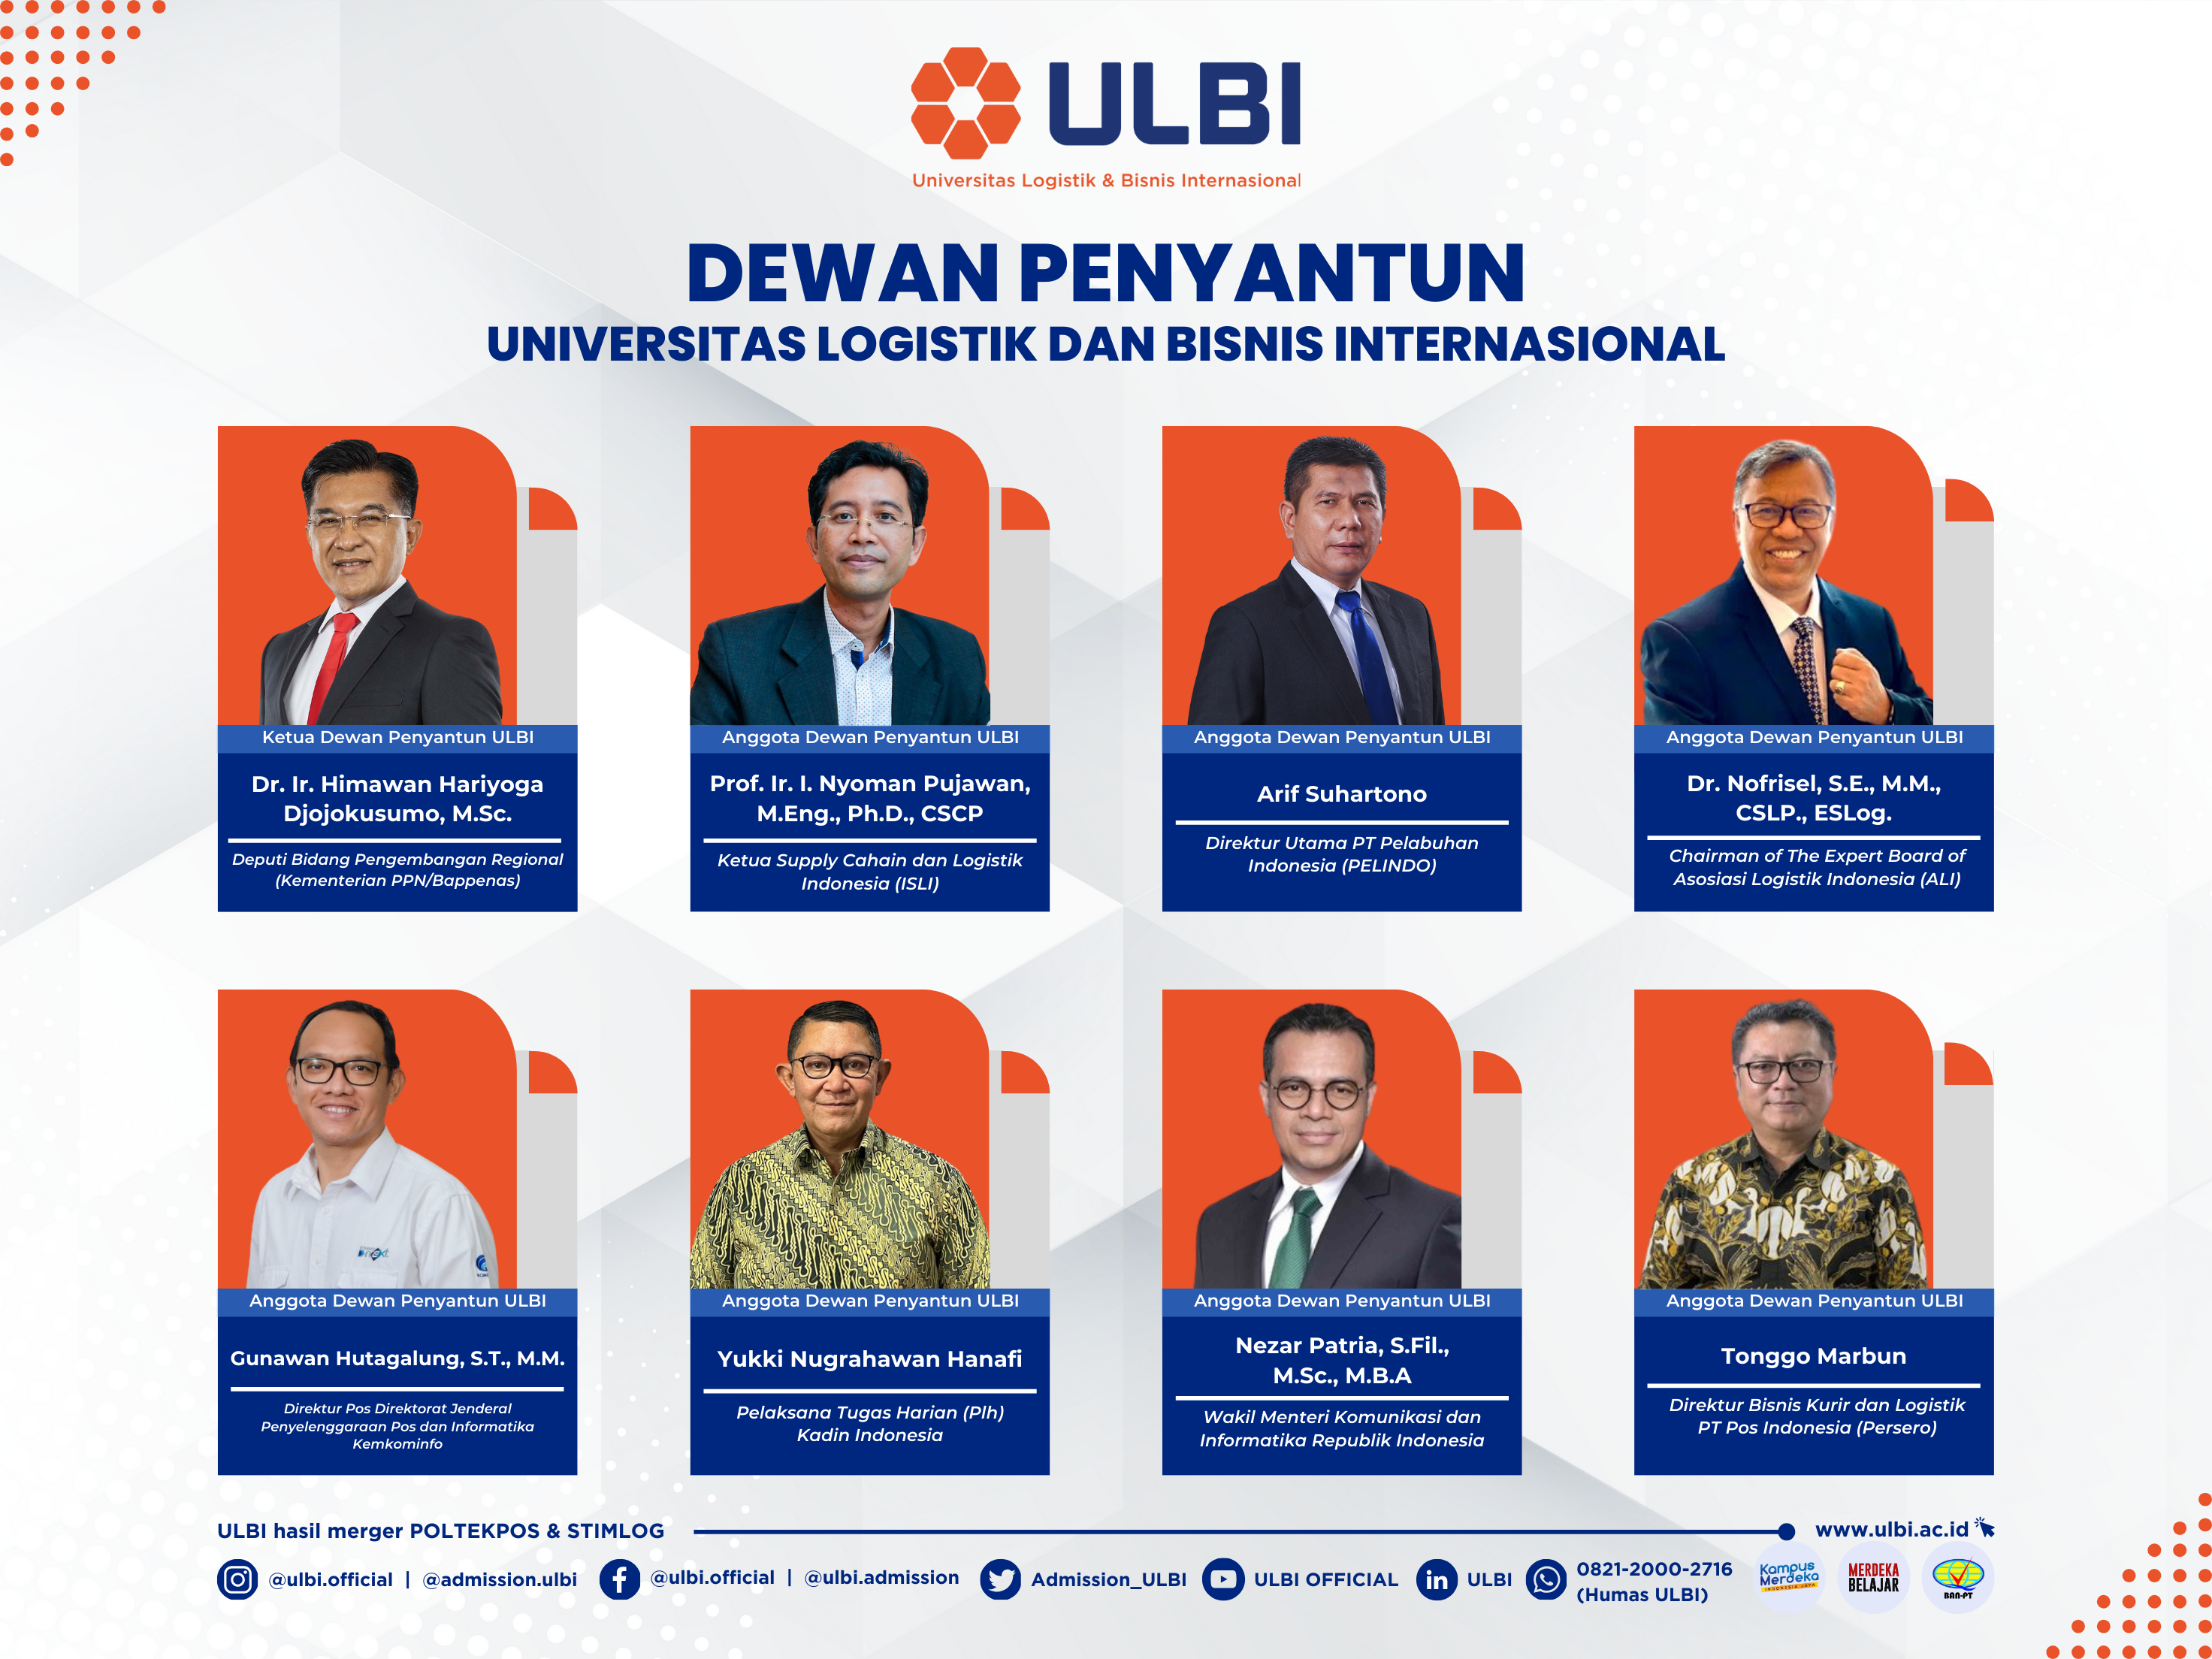 ULBI
Universitas Logistik & Bisnis Internasional
DEWAN PENYANTUN
UNIVERSITAS LOGISTIK DAN BISNIS INTERNASIONAL
Ketua Dewan Penyantun ULBI
Dr. Ir. Himawan Hariyoga
Djojokusumo, M.Sc.
Deputi Bidang Pengembangan Regional
(Kementerian PPN/Bappenas)
Anggota Dewan Penyantun ULBI
Prof. Ir. I. Nyoman Pujawan,
M.Eng., Ph.D., CSCP
Ketua Supply Cahain dan Logistik
Indonesia (ISLI)
Anggota Dewan Penyantun ULBI
Arif Suhartono
Direktur Utama PT Pelabuhan
Indonesia (PELINDO)
Anggota Dewan Penyantun ULBI
Dr. Nofrisel, S.E., M.M.,
CSLP., ESLog.
Chairman of The Expert Board of
Asosiasi Logistik Indonesia (ALI)
Anggota Dewan Penyantun ULBI
Gunawan Hutagalung, S.T., M.M.
Direktur Pos Direktorat Jenderal
Penyelenggaraan Pos dan Informatika
Kemkominfo
Anggota Dewan Penyantun ULBI
Yukki Nugrahawan Hanafi
Pelaksana Tugas Harian (Plh)
Kadin Indonesia
Anggota Dewan Penyantun ULBI
Nezar Patria, S.Fil.,
M.Sc., M.B.A
Wakil Menteri Komunikasi dan
Informatika Republik Indonesia
Anggota Dewan Penyantun ULBI
Tonggo Marbun
Direktur Bisnis Kurir dan Logistik
PT Pos Indonesia (Persero)
ULBI hasil merger POLTEKPOS & STIMLOG
www.ulbi.ac.id
@ulbi.official | @admission.ulbi
@ulbi.official | @ulbi.admission
Admission_ULBI
ULBI OFFICIAL
in ULBI
0821-2000-2716
(Humas ULBI)
Kampus
Merdeka
INDONESIA JAYA
MERDEKA
BELAJAR
BAN-PT